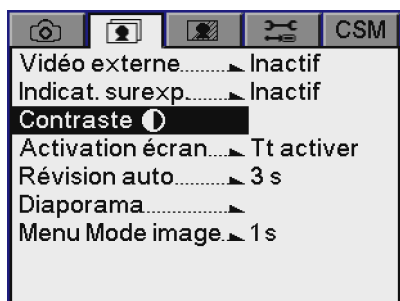 CSM
Vidéo externe.........Inactif
Indicat. surexp........Inactif
Contraste
Activation écran....Tt activer
Révision auto..........3 s
Diaporama...............
Menu Mode image.1s